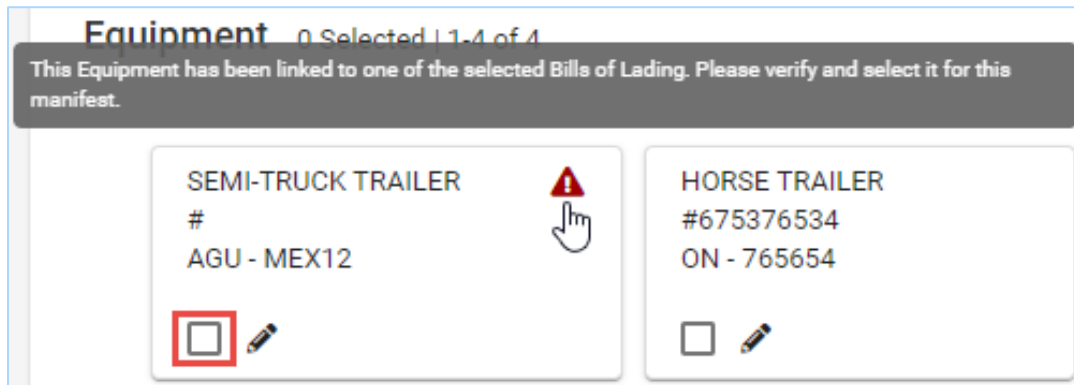 Equipment 0 Selected | 1-4 of 4
This Equipment has been linked to one of the selected Bills of Lading. Please verify and select it for this
manifest.
SEMI-TRUCK TRAILER
#
AGU - MEX12
HORSE TRAILER
#675376534
ON - 765654